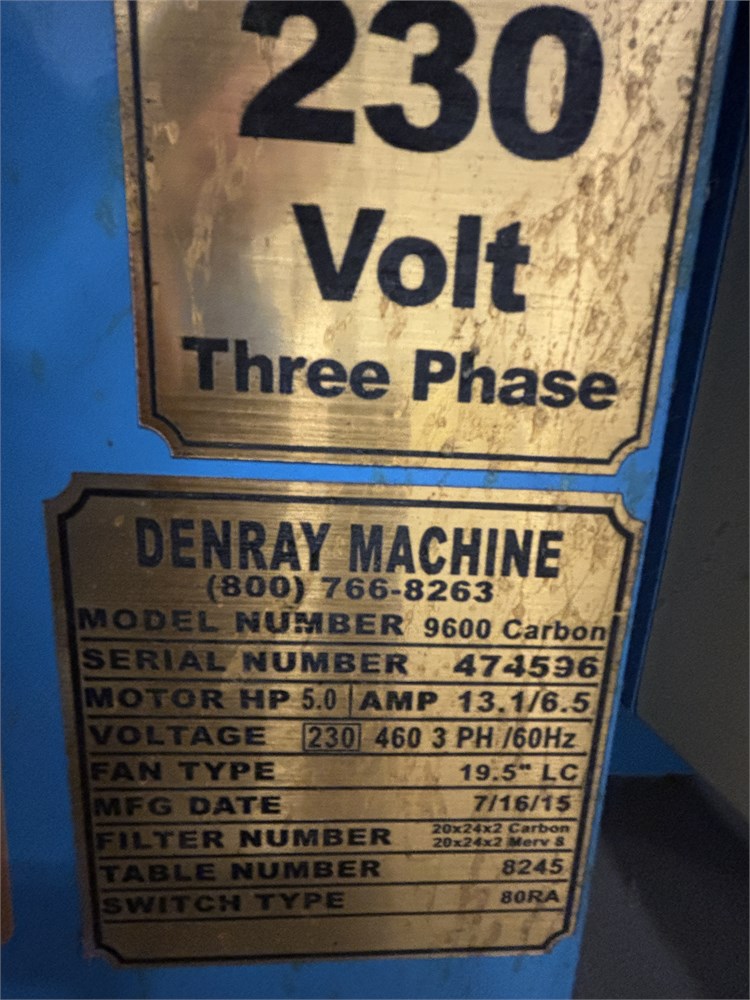 230
Volt
Three Phase
DENRAY MACHINE
(800) 766-8263
MODEL NUMBER 9600 Carbon
SERIAL NUMBER 474596
MOTOR HP 5.0 | AMP 13.1/6.5
VOLTAGE 230 460 3 PH /60Hz
FAN TYPE 19.5" LC
MFG DATE 7/16/15
FILTER NUMBER 20x24x2 Carbon
20x24x2 Merv 8
TABLE NUMBER 8245
SWITCH TYPE 80RA